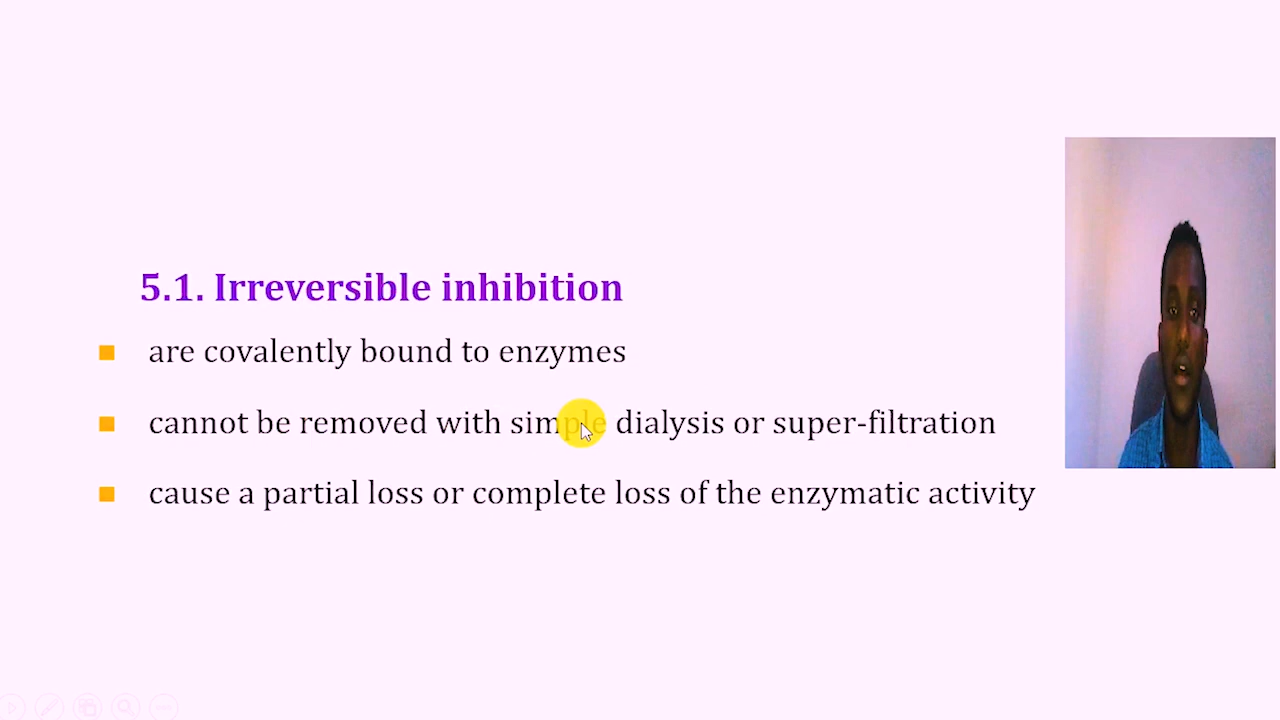 5.1. Irreversible inhibition
are covalently bound to enzymes
cannot be removed with simple dialysis or super-filtration
cause a partial loss or complete loss of the enzymatic activity